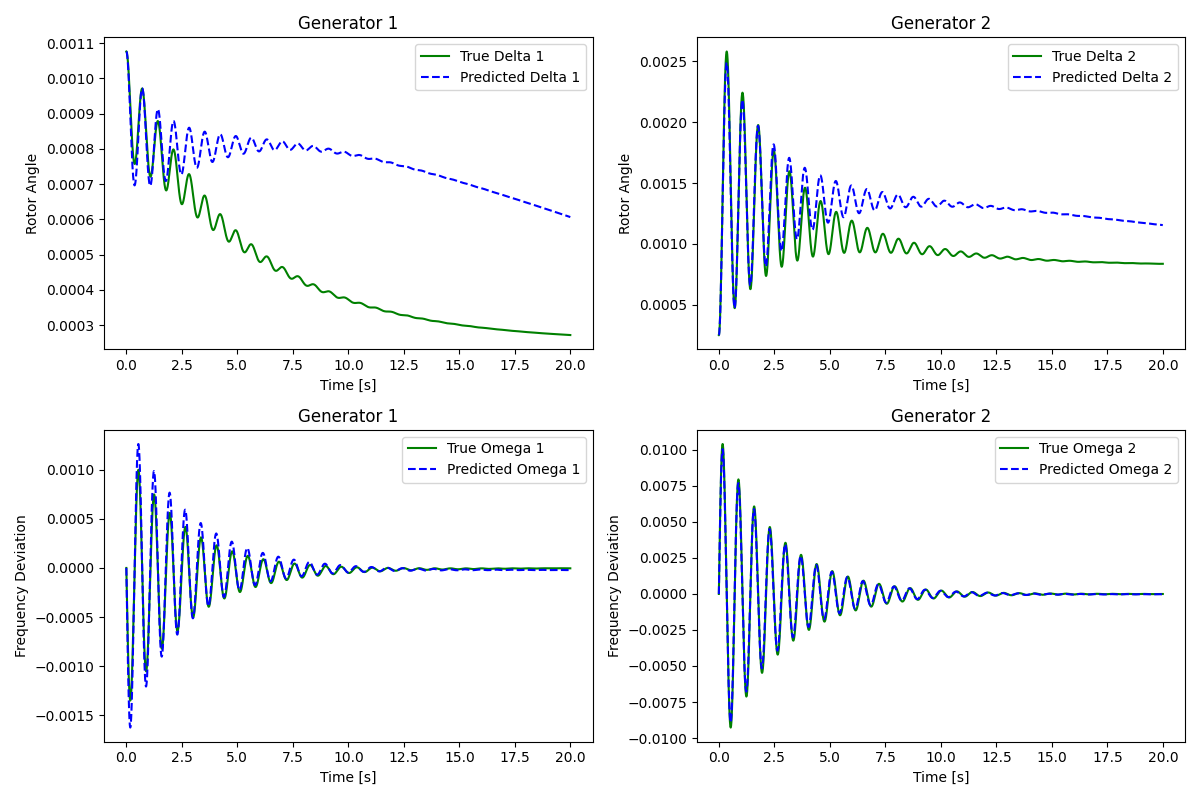 Generator 1
True Delta 1
Predicted Delta 1
Rotor Angle
0.0011
0.0010
0.0009
0.0008
0.0007
0.0006
0.0005
0.0004
0.0003
0.0 2.5 5.0 7.5 10.0 12.5 15.0 17.5 20.0
Time [s]
Generator 2
True Delta 2
Predicted Delta 2
Rotor Angle
0.0025
0.0020
0.0015
0.0010
0.0005
0.0 2.5 5.0 7.5 10.0 12.5 15.0 17.5 20.0
Time [s]
Generator 1
True Omega 1
Predicted Omega 1
Frequency Deviation
0.0010
0.0005
0.0000
−0.0005
−0.0010
−0.0015
0.0 2.5 5.0 7.5 10.0 12.5 15.0 17.5 20.0
Time [s]
Generator 2
True Omega 2
Predicted Omega 2
Frequency Deviation
0.0100
0.0075
0.0050
0.0025
0.0000
−0.0025
−0.0050
−0.0075
−0.0100
0.0 2.5 5.0 7.5 10.0 12.5 15.0 17.5 20.0
Time [s]